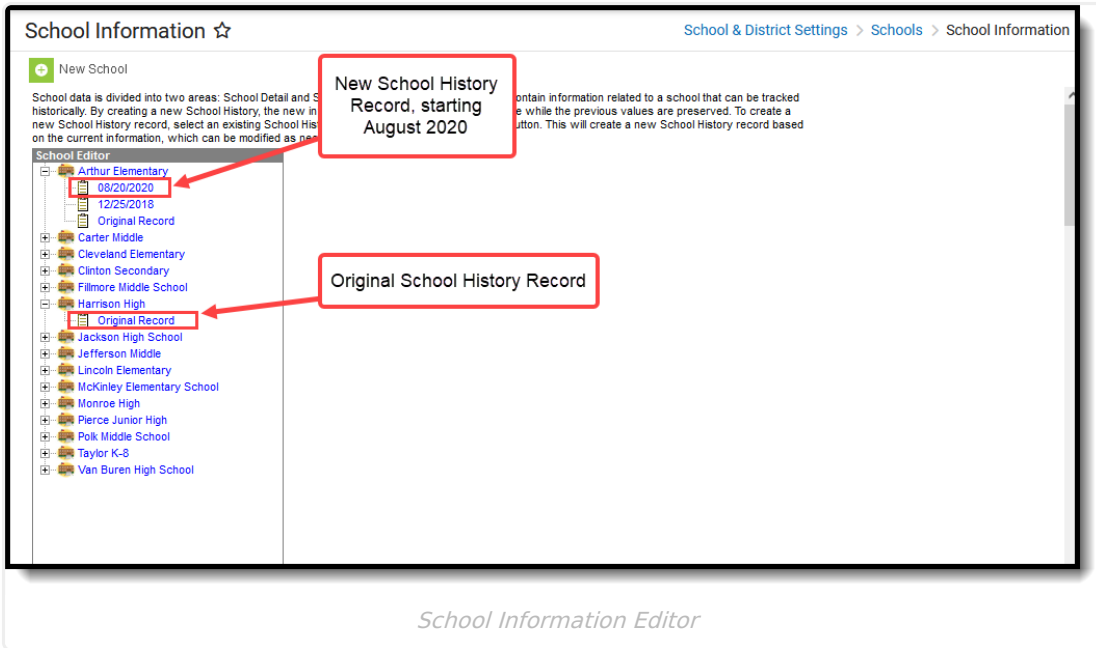 School Information ☆
School & District Settings > Schools > School Information
New School
School data is divided into two areas: School Detail and S
ontain information related to a school that can be tracked
historically. By creating a new School History, the new in
e while the previous values are preserved. To create a
new School History record, select an existing School His
utton. This will create a new School History record based
on the current information, which can be modified as
New School History
Record, starting
August 2020
School Editor
Arthur Elementary
08/20/2020
12/25/2018
Original Record
Carter Middle
Cleveland Elementary
Clinton Secondary
Fillmore Middle School
Harrison High
Original Record
Original School History Record
Jackson High School
Jefferson Middle
Lincoln Elementary
McKinley Elementary School
Monroe High
Pierce Junior High
Polk Middle School
Taylor K-8
Van Buren High School
School Information Editor